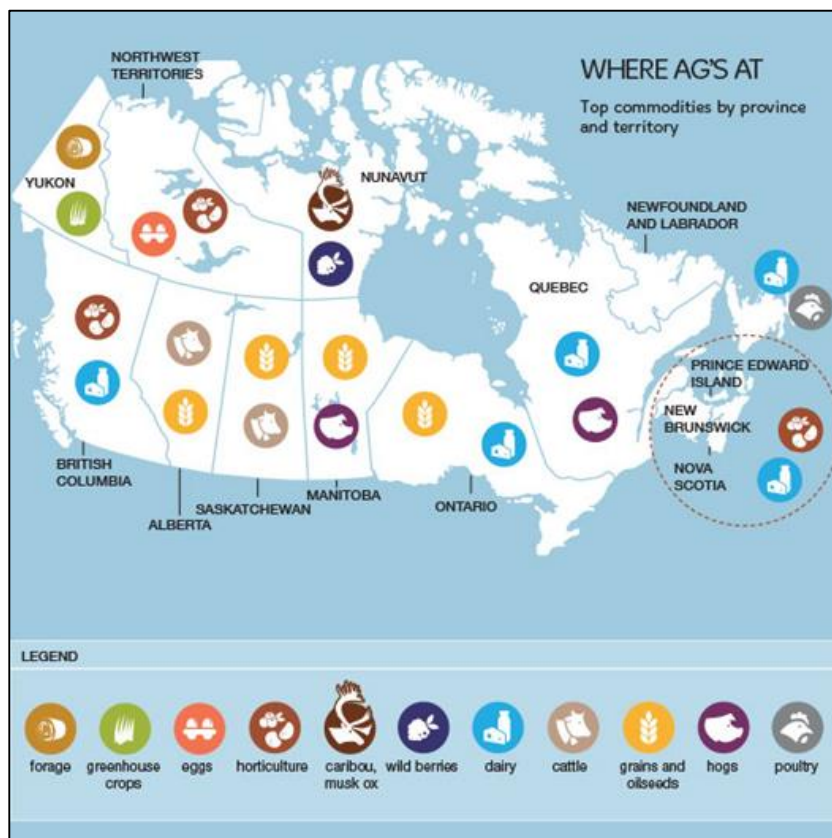 WHERE AG'S AT
Top commodities by province
and territory
NORTHWEST
TERRITORIES
YUKON
NUNAVUT
NEWFOUNDLAND
AND LABRADOR
QUEBEC
PRINCE EDWARD
ISLAND
NEW
BRUNSWICK
NOVA
SCOTIA
BRITISH
COLUMBIA
ALBERTA
SASKATCHEWAN
MANITOBA
ONTARIO
LEGEND
forage
greenhouse
crops
eggs
horticulture
caribou,
musk ox
wild berries
dairy
cattle
grains and
oilseeds
hogs
poultry